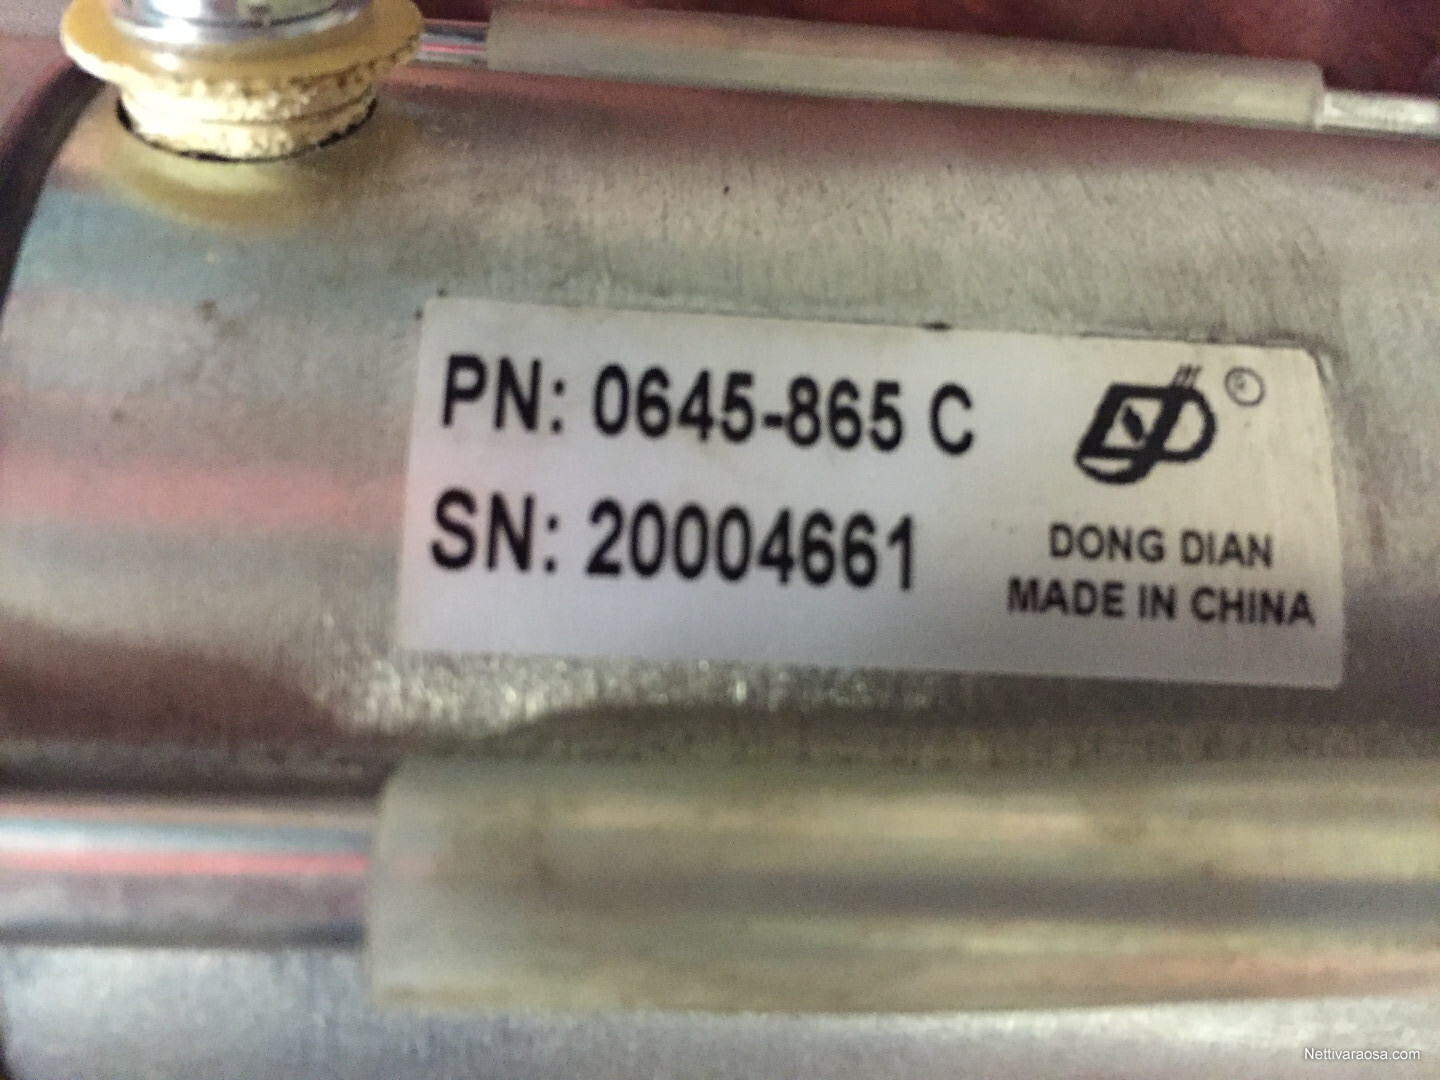 PN: 0645-865 C
SN: 20004661
®
DONG DIAN
MADE IN CHINA
Nettivaraosa.com